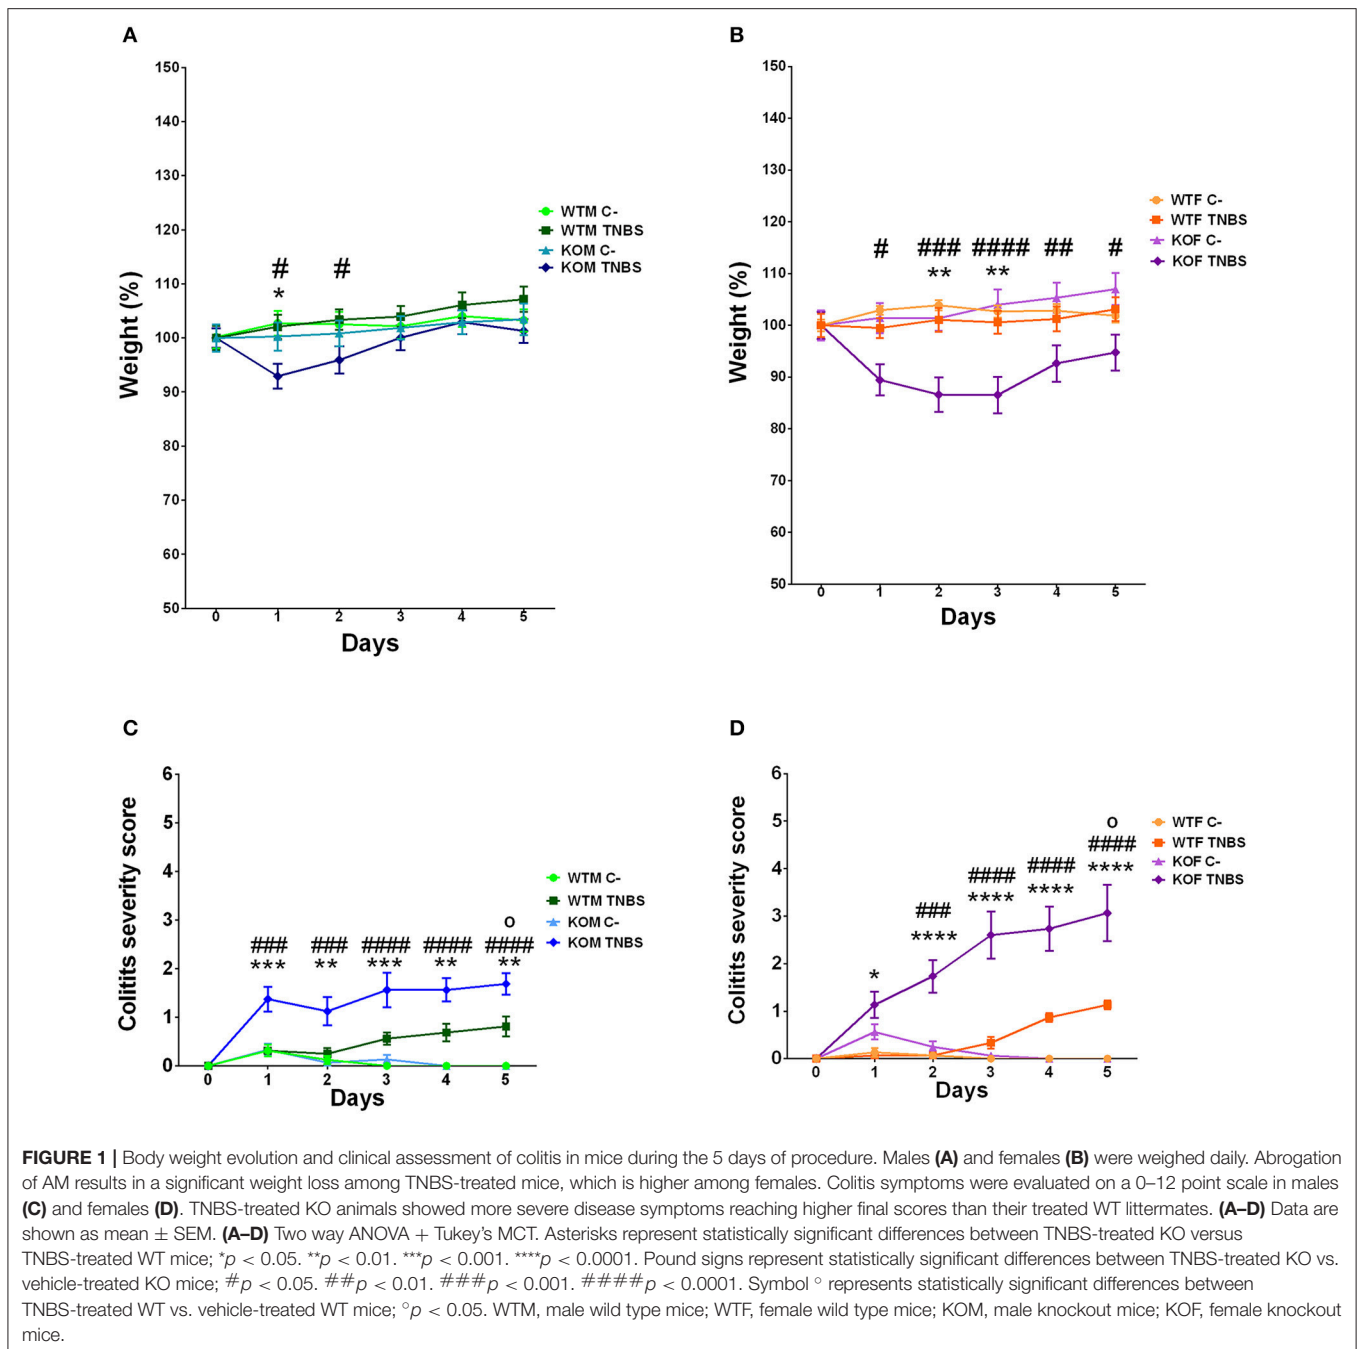 A
150
140
130
120
110
100
90
80
70
60
50
0 1 2 3 4 5
Weight (%)
Days
# #
*
WTM C-
WTM TNBS
KOM C-
KOM TNBS
B
150
140
130
120
110
100
90
80
70
60
50
0 1 2 3 4 5
Weight (%)
Days
# ### #### ## #
** **
WTF C-
WTF TNBS
KOF C-
KOF TNBS
C
6
5
4
3
2
1
0
0 1 2 3 4 5
Colitits severity score
Days
o
### ### #### #### ####
*** ** *** ** **
WTM C-
WTM TNBS
KOM C-
KOM TNBS
D
6
5
4
3
2
1
0
0 1 2 3 4 5
Colitits severity score
Days
o
### #### #### ####
* **** **** **** ****
WTF C-
WTF TNBS
KOF C-
KOF TNBS
FIGURE 1 | Body weight evolution and clinical assessment of colitis in mice during the 5 days of procedure. Males (A) and females (B) were weighed daily. Abrogation
of AM results in a significant weight loss among TNBS-treated mice, which is higher among females. Colitis symptoms were evaluated on a 0–12 point scale in males
(C) and females (D). TNBS-treated KO animals showed more severe disease symptoms reaching higher final scores than their treated WT littermates. (A–D) Data are
shown as mean ± SEM. (A–D) Two way ANOVA + Tukey's MCT. Asterisks represent statistically significant differences between TNBS-treated KO versus
TNBS-treated WT mice; *p < 0.05. **p < 0.01. ***p < 0.001. ****p < 0.0001. Pound signs represent statistically significant differences between TNBS-treated KO vs.
vehicle-treated KO mice; #p < 0.05. ##p < 0.01. ###p < 0.001. ####p < 0.0001. Symbol ° represents statistically significant differences between
TNBS-treated WT vs. vehicle-treated WT mice; °p < 0.05. WTM, male wild type mice; WTF, female wild type mice; KOM, male knockout mice; KOF, female knockout
mice.